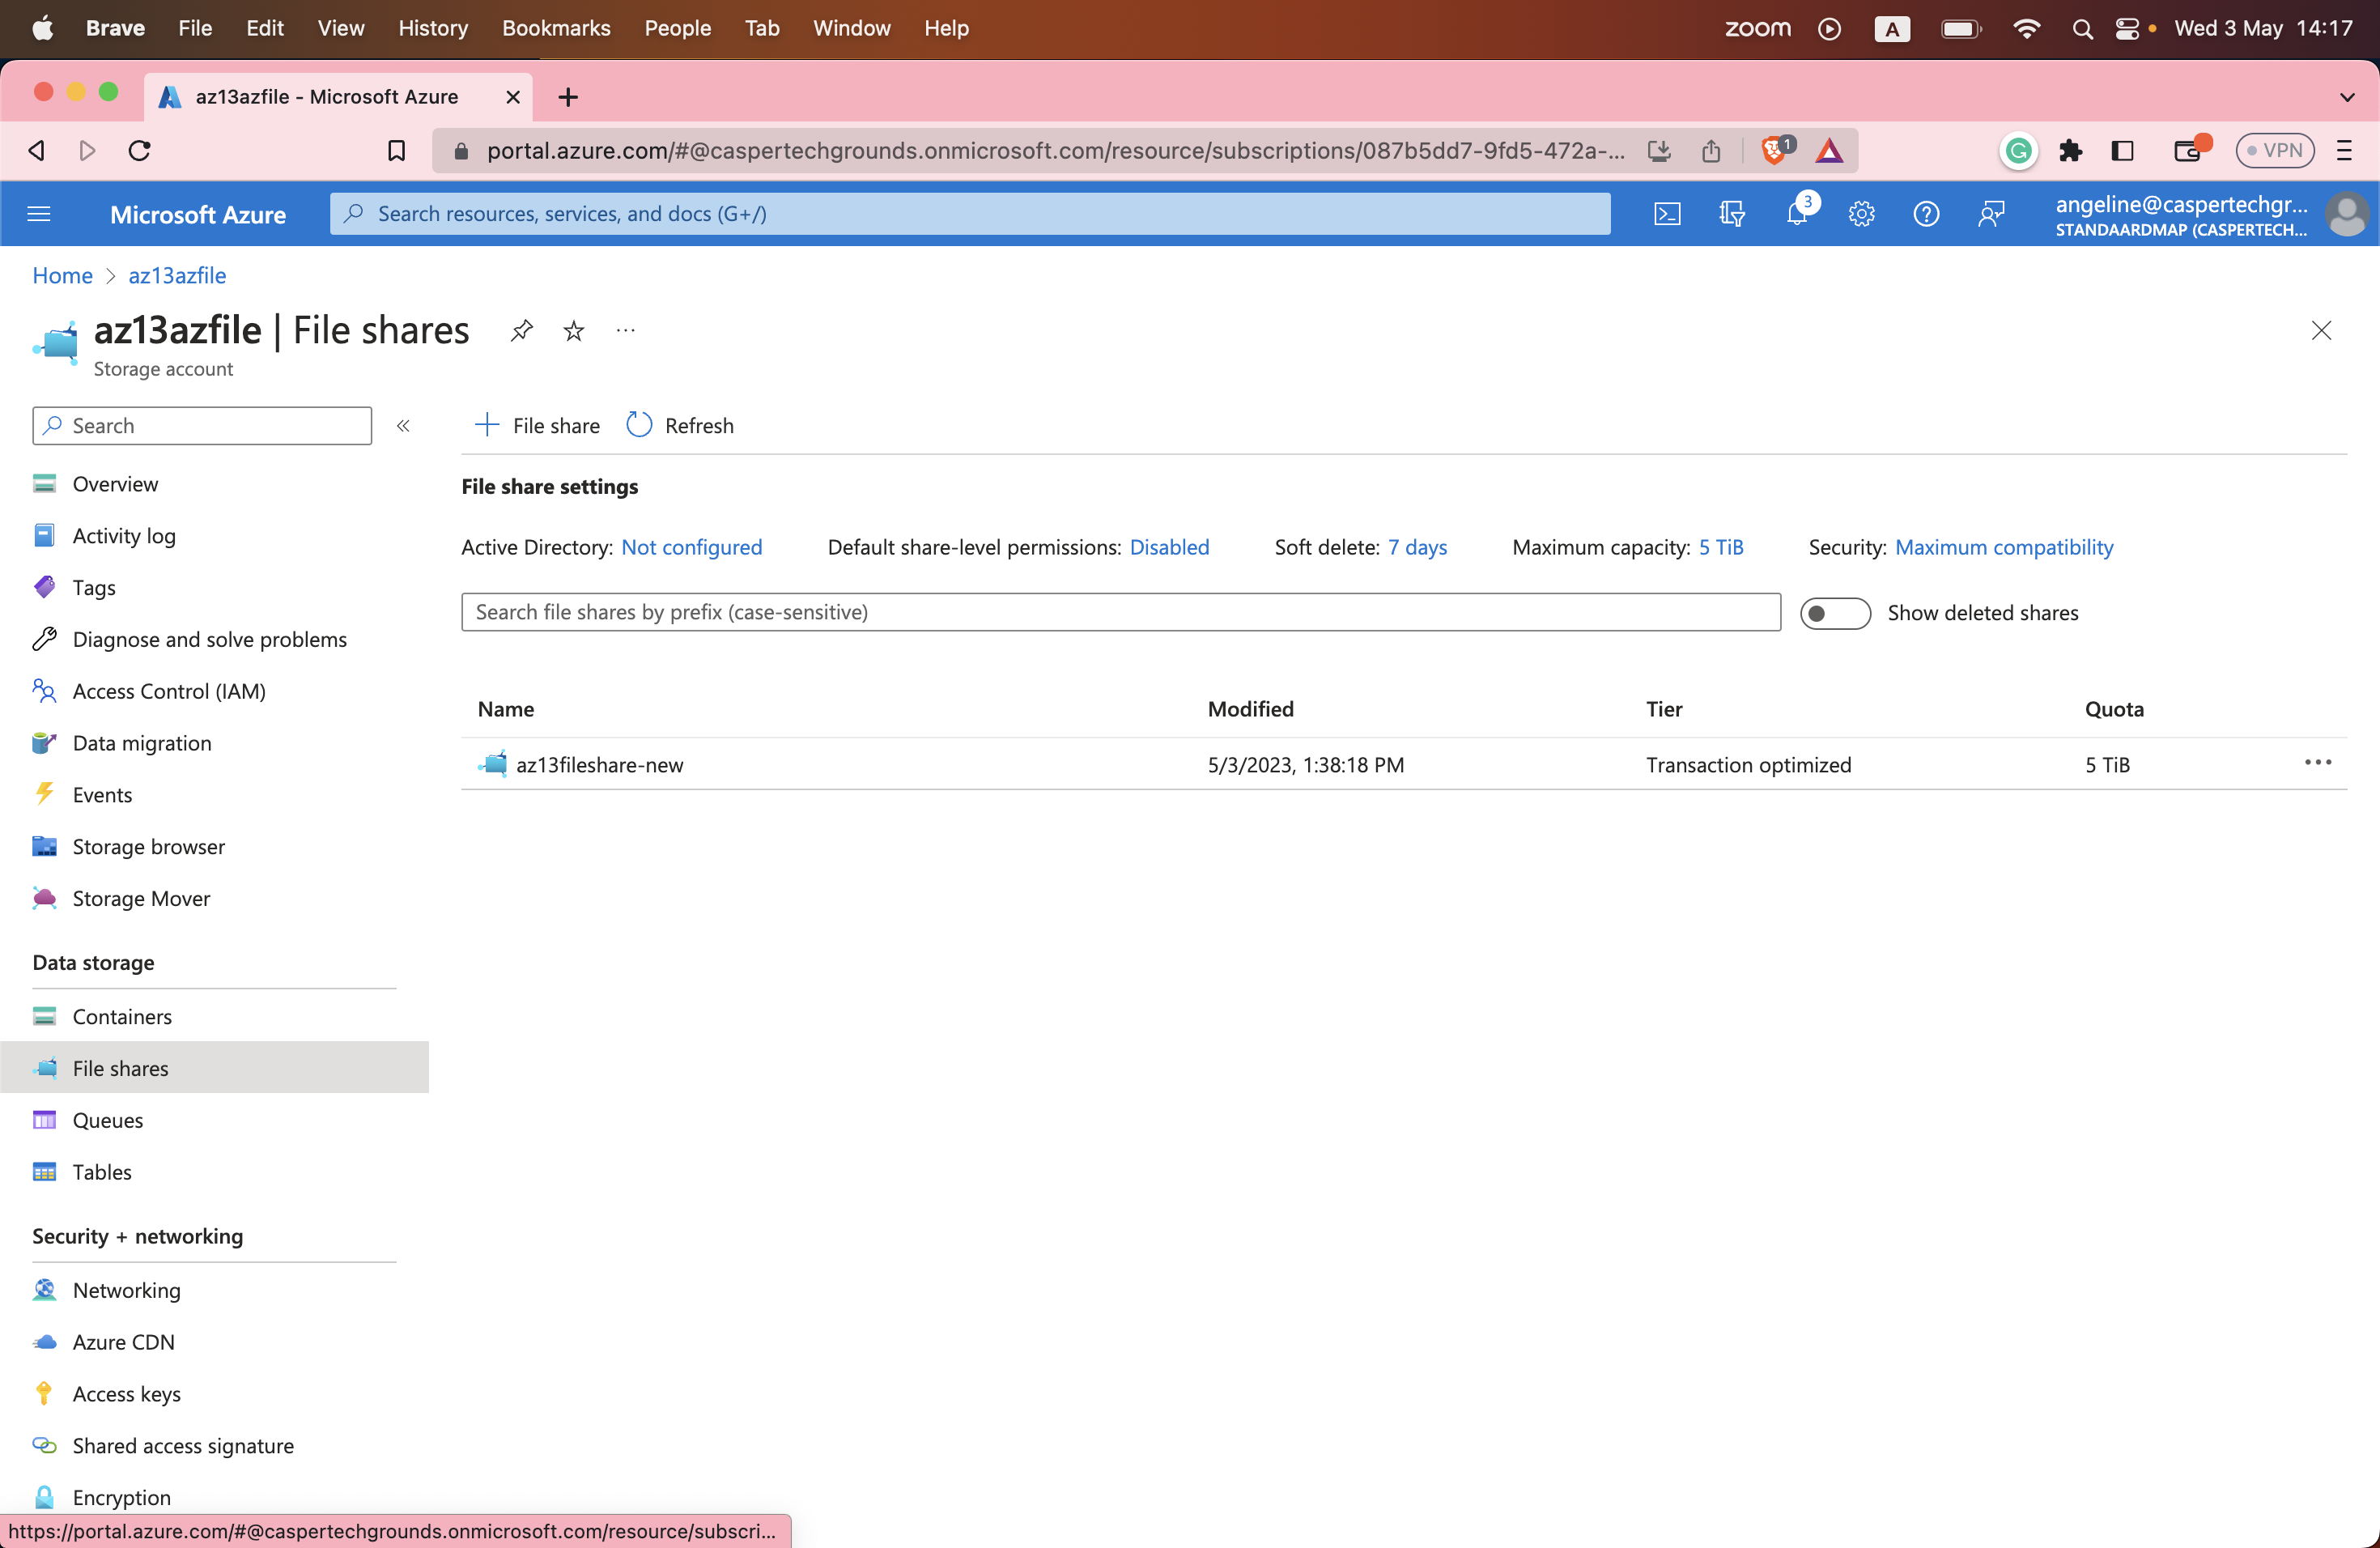 Brave File Edit View History Bookmarks People Tab Window Help zoom A Wed 3 May 14:17
az13azfile - Microsoft Azure
portal.azure.com/#@caspertechgrounds.onmicrosoft.com/resource/subscriptions/087b5dd7-9fd5-472a-... 1 G VPN
Microsoft Azure Search resources, services, and docs (G+/) 3 angeline@caspertechgr...
STANDAARDMAP (CASPERTECH...
Home > az13azfile
az13azfile | File shares ...
Storage account
Search « + File share Refresh
File share settings
Active Directory: Not configured Default share-level permissions: Disabled Soft delete: 7 days Maximum capacity: 5 TiB Security: Maximum compatibility
Search file shares by prefix (case-sensitive) Show deleted shares
Name Modified Tier Quota
az13fileshare-new 5/3/2023, 1:38:18 PM Transaction optimized 5 TiB ...
Overview
Activity log
Tags
Diagnose and solve problems
Access Control (IAM)
Data migration
Events
Storage browser
Storage Mover
Data storage
Containers
File shares
Queues
Tables
Security + networking
Networking
Azure CDN
Access keys
Shared access signature
Encryption
https://portal.azure.com/#@caspertechgrounds.onmicrosoft.com/resource/subscri...